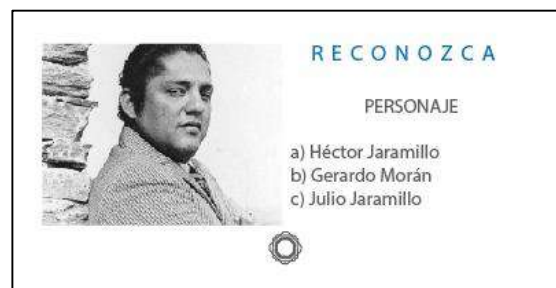 RECONOZCA
PERSONAJE
a) Héctor Jaramillo
b) Gerardo Morán
c) Julio Jaramillo